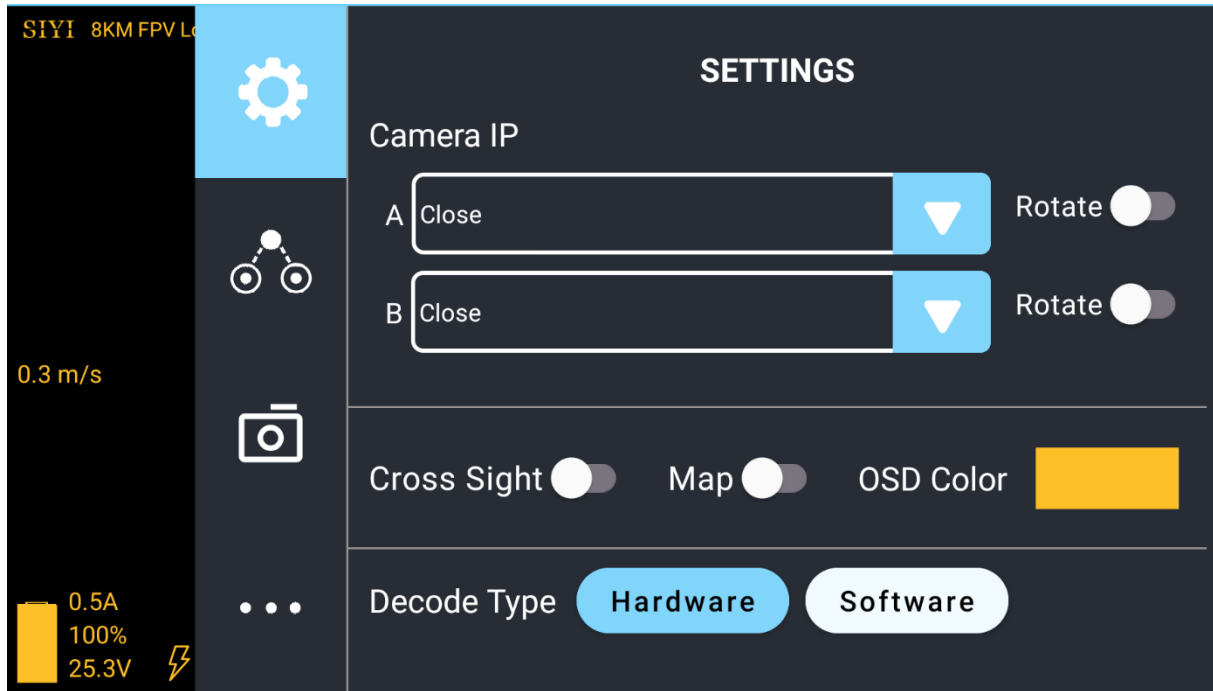 SIYI 8KM FPV
SETTINGS
Camera IP
A Close Rotate
B Close Rotate
0.3 m/s
Cross Sight Map OSD Color
Decode Type Hardware Software
0.5A
100%
25.3V